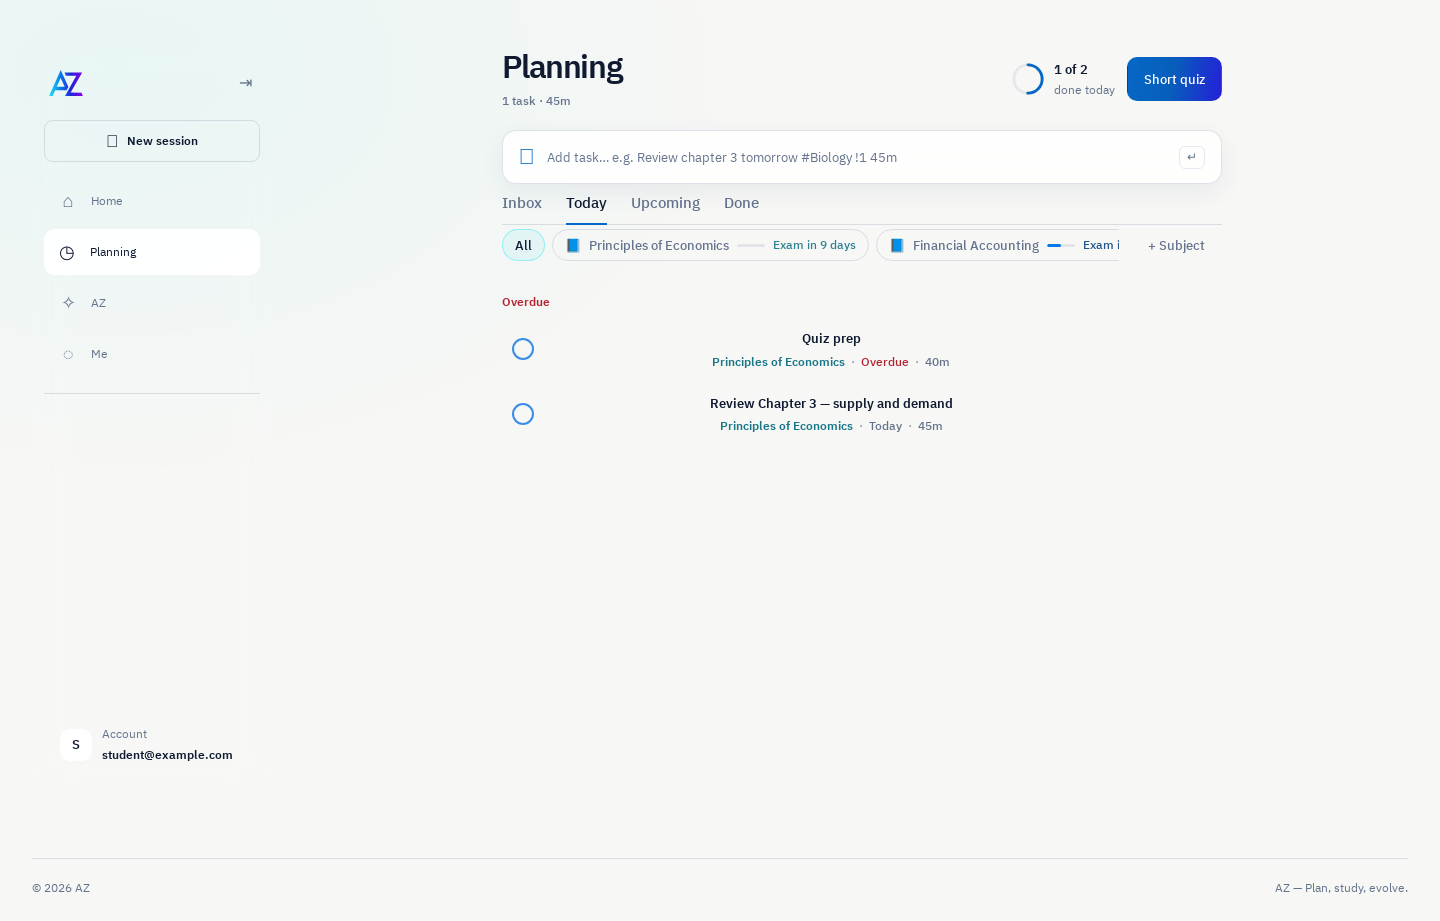 AZ
⇥
New session
Home
Planning
AZ
Me
Account
S
student@example.com
Planning
1 task · 45m
1 of 2
done today
Short quiz
Add task... e.g. Review chapter 3 tomorrow #Biology !1 45m
↵
Inbox Today Upcoming Done
All Principles of Economics Exam in 9 days Financial Accounting Exam i + Subject
Overdue
Quiz prep
Principles of Economics · Overdue · 40m
Review Chapter 3 — supply and demand
Principles of Economics · Today · 45m
© 2026 AZ
AZ — Plan, study, evolve.